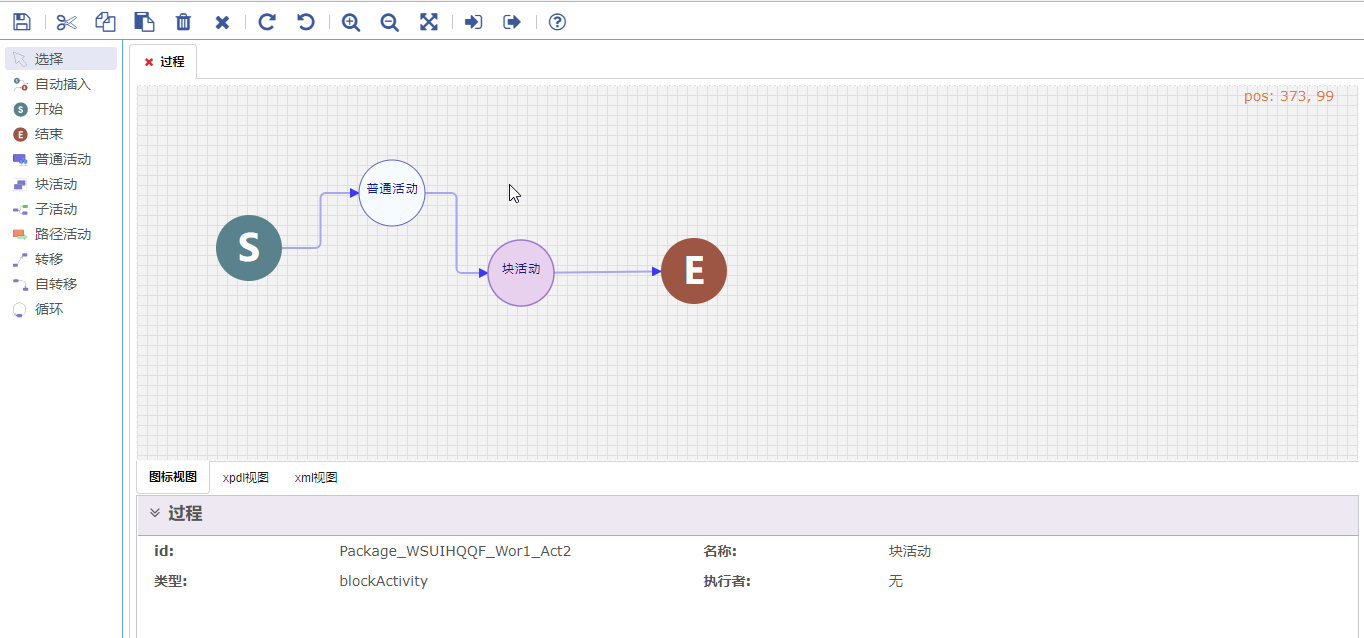 过程
pos: 373, 99
选择
自动插入
S 开始
E 结束
普通活动
块活动
子活动
路径活动
转移
自转移
循环
普通活动
S
块活动
E
图标视图 xpdl视图 xml视图
过程
id: Package_WSUIHQQF_Wor1_Act2 名称: 块活动
类型: blockActivity 执行者: 无